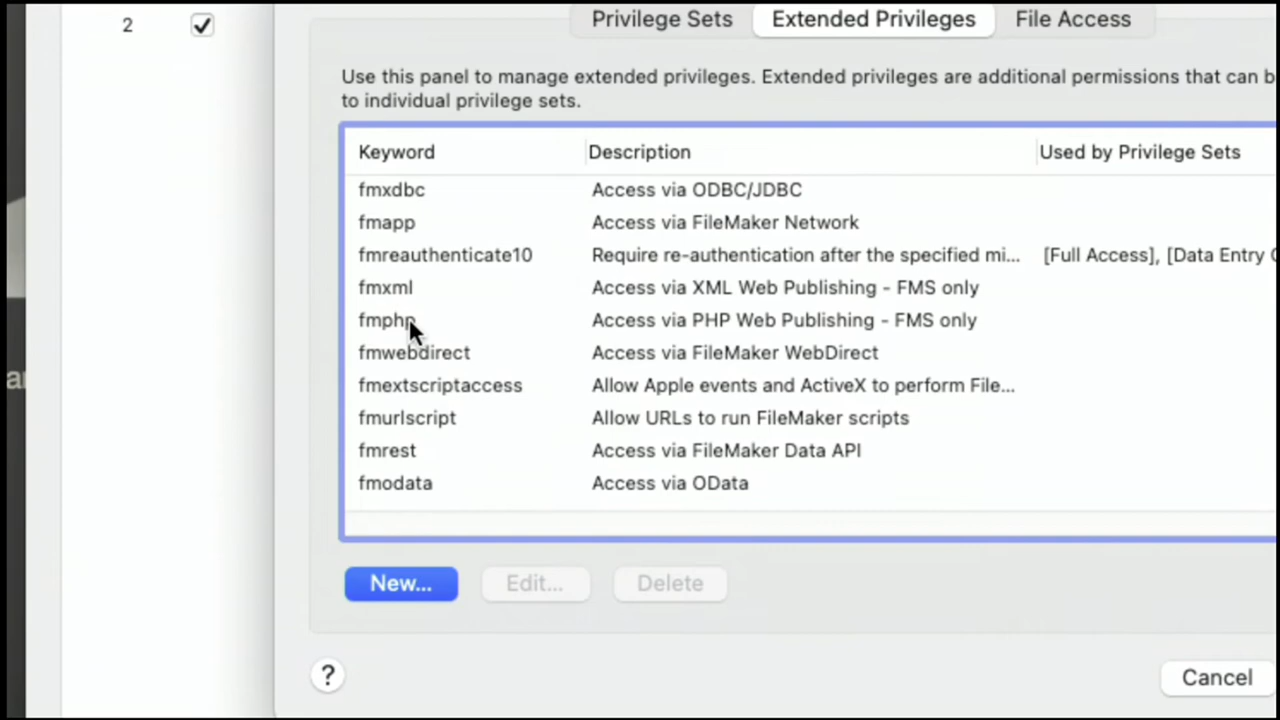 2
Privilege Sets Extended Privileges File Access
Use this panel to manage extended privileges. Extended privileges are additional permissions that can b
to individual privilege sets.
Keyword Description Used by Privilege Sets
fmxdbc Access via ODBC/JDBC
fmapp Access via FileMaker Network
fmreauthenticate10 Require re-authentication after the specified mi... [Full Access], [Data Entry
fmxml Access via XML Web Publishing - FMS only
fmphp Access via PHP Web Publishing - FMS only
fmwebdirect Access via FileMaker WebDirect
fmextscriptaccess Allow Apple events and ActiveX to perform File...
fmurlscript Allow URLs to run FileMaker scripts
fmrest Access via FileMaker Data API
fmodata Access via OData
New... Edit... Delete
? Cancel